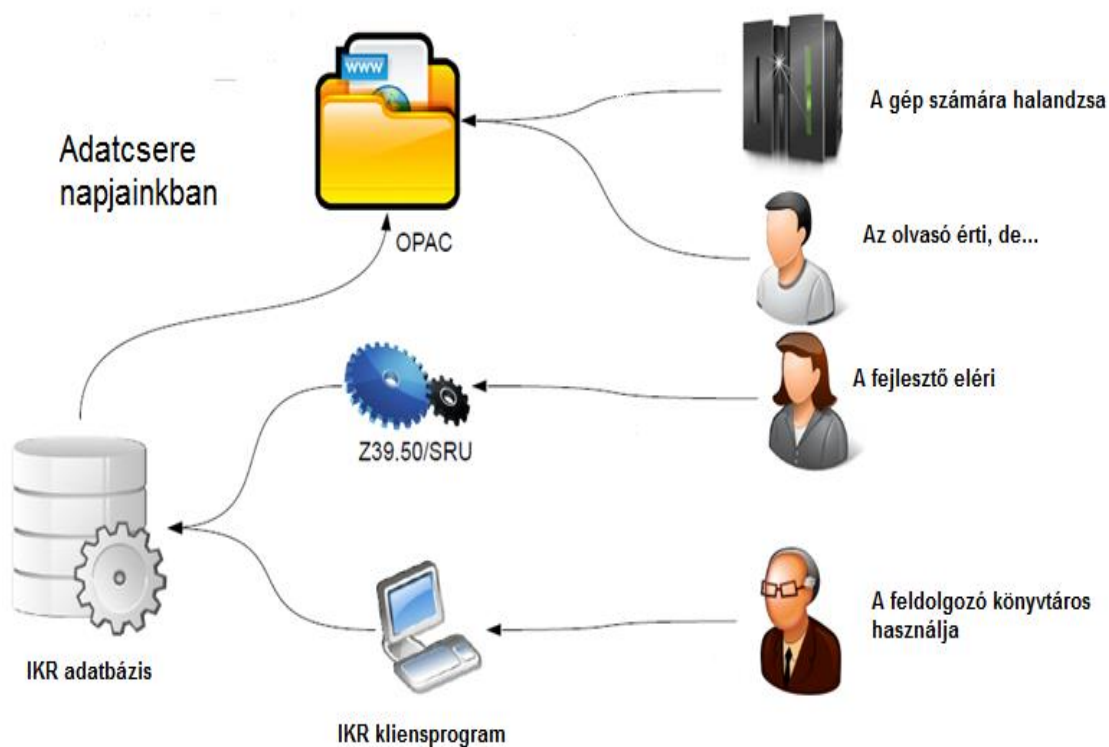 WWW
A gép számára halandzsa
Adatcsere
napjainkban
OPAC
Az olvasó érti, de...
A fejlesztő eléri
Z39.50/SRU
A feldolgozó könyvtáros
használja
IKR adatbázis
IKR kliensprogram